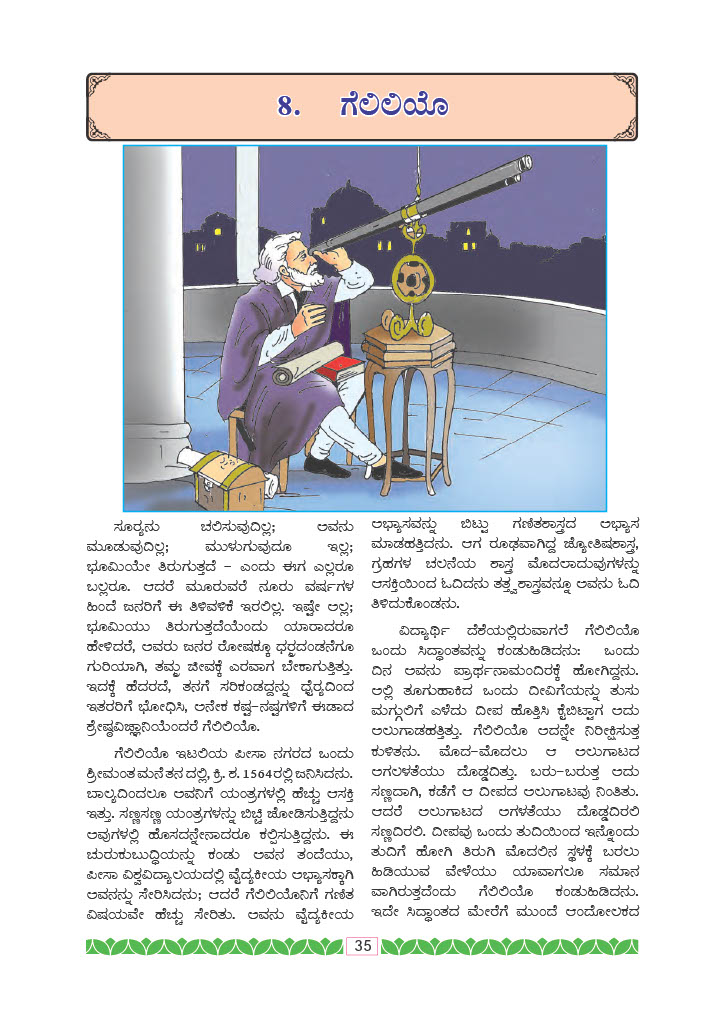 8. ಗೆಲಿಲಿಯೊ
ಸೂರ್‍ಯನು ಚಲಿಸುವುದಿಲ್ಲ; ಅವನು
ಮೂಡುವುದಿಲ್ಲ; ಮುಳುಗುವುದೂ ಇಲ್ಲ;
ಭೂಮಿಯೇ ತಿರುಗುತ್ತದೆ – ಎಂದು ಈಗ ಎಲ್ಲರೂ
ಬಲ್ಲರೂ. ಆದರೆ ಮೂರುವರೆ ನೂರು ವರ್ಷಗಳ
ಹಿಂದೆ ಜನರಿಗೆ ಈ ತಿಳಿವಳಿಕೆ ಇರಲಿಲ್ಲ. ಇಷ್ಟೇ ಅಲ್ಲ;
ಭೂಮಿಯು ತಿರುಗುತ್ತದೆಯೆಂದು ಯಾರಾದರೂ
ಹೇಳಿದರೆ, ಅವರು ಜನರ ರೋಷಕ್ಕೂ ಧರ್‍ಮದಂಡನೆಗೂ
ಗುರಿಯಾಗಿ, ತಮ್ಮ ಜೀವಕ್ಕೆ ಎರವಾಗ ಬೇಕಾಗುತ್ತಿತ್ತು.
ಇದಕ್ಕೆ ಹೆದರದೆ, ತನಗೆ ಸರಿಕಂಡದ್ದನ್ನು ಧೈರ್‍ಯದಿಂದ
ಇತರರಿಗೆ ಭೋಧಿಸಿ, ಅನೇಕ ಕಷ್ಟ–ನಷ್ಟಗಳಿಗೆ ಈಡಾದ
ಶ್ರೇಷ್ಠವಿಜ್ಞಾನಿಯೆಂದರೆ ಗೆಲಿಲಿಯೊ.
ಗೆಲಿಲಿಯೊ ಇಟಲಿಯ ಪೀಸಾ ನಗರದ ಒಂದು
ಶ್ರೀಮಂತ ಮನೆತನದಲ್ಲಿ, ಕ್ರಿ. ಶ. 1564 ರಲ್ಲಿ ಜನಿಸಿದನು.
ಬಾಲ್ಯದಿಂದಲೂ ಅವನಿಗೆ ಯಂತ್ರಗಳಲ್ಲಿ ಹೆಚ್ಚು ಆಸಕ್ತಿ
ಇತ್ತು. ಸಣ್ಣಸಣ್ಣ ಯಂತ್ರಗಳನ್ನು ಬಿಚ್ಚಿ ಜೋಡಿಸುತ್ತಿದ್ದನು
ಅವುಗಳಲ್ಲಿ ಹೊಸದನ್ನೇನಾದರೂ ಕಲ್ಪಿಸುತ್ತಿದ್ದನು. ಈ
ಚುರುಕುಬುದ್ಧಿಯನ್ನು ಕಂಡು ಅವನ ತಂದೆಯು,
ಪೀಸಾ ವಿಶ್ವವಿದ್ಯಾಲಯದಲ್ಲಿ ವೈದ್ಯಕೀಯ ಅಭ್ಯಾಸಕ್ಕಾಗಿ
ಅವನನ್ನು ಸೇರಿಸಿದನು; ಆದರೆ ಗೆಲಿಲಿಯೊನಿಗೆ ಗಣಿತ
ವಿಷಯವೇ ಹೆಚ್ಚು ಸೇರಿತು. ಅವನು ವೈದ್ಯಕೀಯ
ಅಭ್ಯಾಸವನ್ನು ಬಿಟ್ಟು ಗಣಿತಶಾಸ್ತ್ರದ ಅಭ್ಯಾಸ
ಮಾಡಹತ್ತಿದನು. ಆಗ ರೂಢವಾಗಿದ್ದ ಜ್ಯೋತಿಷಶಾಸ್ತ್ರ,
ಗ್ರಹಗಳ ಚಲನೆಯ ಶಾಸ್ತ್ರ ಮೊದಲಾದುವುಗಳನ್ನು
ಆಸಕ್ತಿಯಿಂದ ಓದಿದನು ತತ್ತ್ವಶಾಸ್ತ್ರವನ್ನೂ ಅವನು ಓದಿ
ತಿಳಿದುಕೊಂಡನು.
ವಿದ್ಯಾರ್ಥಿ ದೆಶೆಯಲ್ಲಿರುವಾಗಲೆ ಗೆಲಿಲಿಯೊ
ಒಂದು ಸಿದ್ಧಾಂತವನ್ನು ಕಂಡುಹಿಡಿದನು: ಒಂದು
ದಿನ ಅವನು ಪ್ರಾರ್ಥನಾಮಂದಿರಕ್ಕೆ ಹೋಗಿದ್ದನು.
ಅಲ್ಲಿ ತೂಗುಹಾಕಿದ ಒಂದು ದೀವಿಗೆಯನ್ನು ತುಸು
ಮಗ್ಗುಲಿಗೆ ಎಳೆದು ದೀಪ ಹೊತ್ತಿಸಿ ಕೈಬಿಟ್ಟಾಗ ಅದು
ಅಲುಗಾಡಹತ್ತಿತ್ತು. ಗೆಲಿಲಿಯೊ ಅದನ್ನೇ ನಿರೀಕ್ಷಿಸುತ್ತ
ಕುಳಿತನು. ಮೊದ–ಮೊದಲು ಆ ಅಲುಗಾಟದ
ಅಗಲಳತೆಯು ದೊಡ್ಡದಿತ್ತು. ಬರು–ಬರುತ್ತ ಅದು
ಸಣ್ಣದಾಗಿ, ಕಡೆಗೆ ಆ ದೀಪದ ಅಲುಗಾಟವು ನಿಂತಿತು.
ಆದರೆ ಅಲುಗಾಟದ ಅಗಳತೆಯು ದೊಡ್ಡದಿರಲಿ
ಸಣ್ಣದಿರಲಿ. ದೀಪವು ಒಂದು ತುದಿಯಿಂದ ಇನ್ನೊಂದು
ತುದಿಗೆ ಹೋಗಿ ತಿರುಗಿ ಮೊದಲಿನ ಸ್ಥಳಕ್ಕೆ ಬರಲು
ಹಿಡಿಯುವ ವೇಳೆಯು ಯಾವಾಗಲೂ ಸಮಾನ
ವಾಗಿರುತ್ತದೆಂದು ಗೆಲಿಲಿಯೊ ಕಂಡುಹಿಡಿದನು.
ಇದೇ ಸಿದ್ಧಾಂತದ ಮೇರೆಗೆ ಮುಂದೆ ಆಂದೋಲಕದ
35